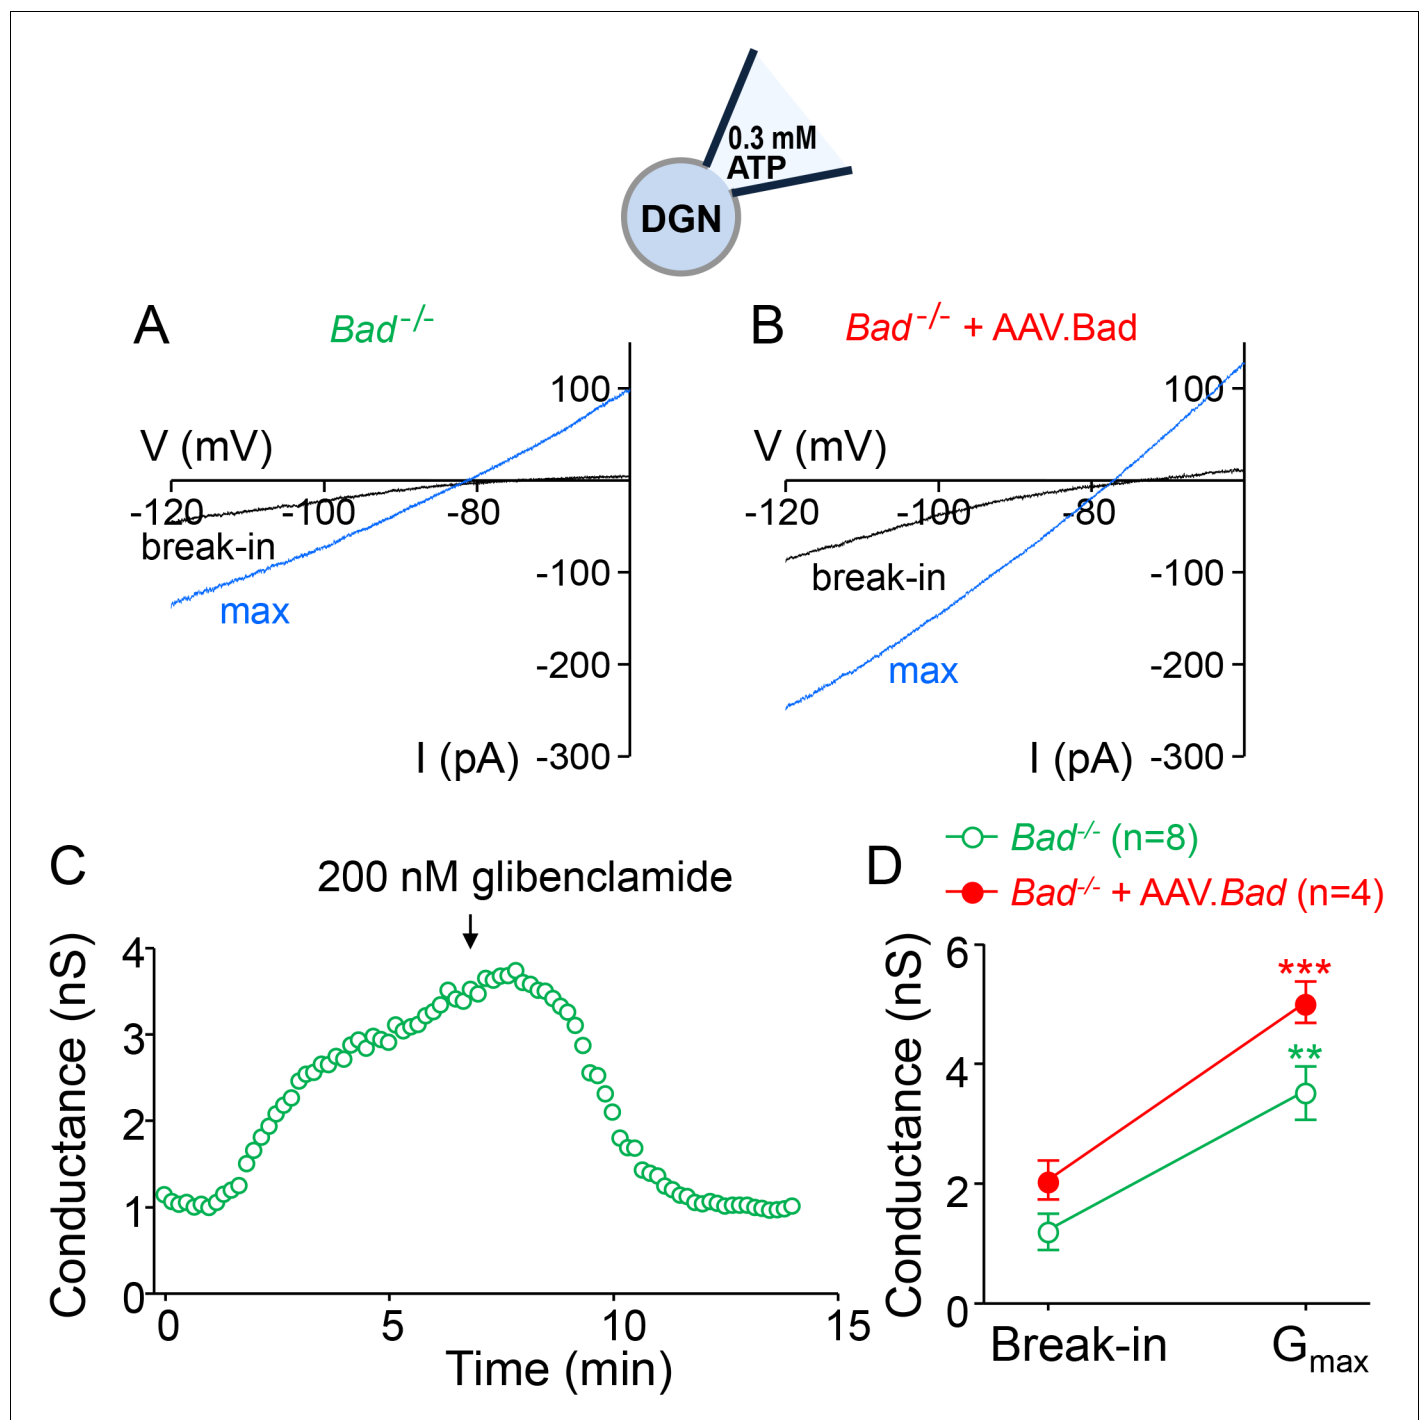 0.3 mM
ATP
DGN
A
Bad-/-
100
V (mV)
-120
-100
-80
break-in
-100
max
-200
I (pA)
-300
B
Bad-/- + AAV.Bad
100
V (mV)
-120
-100
-80
break-in
-100
max
-200
I (pA)
-300
C
200 nM glibenclamide
Conductance (nS)
4
3
2
1
0
0
5
10
15
Time (min)
D
Bad-/- (n=8)
Bad-/- + AAV.Bad (n=4)
Conductance (nS)
6
4
2
0
***
**
Break-in
Gmax